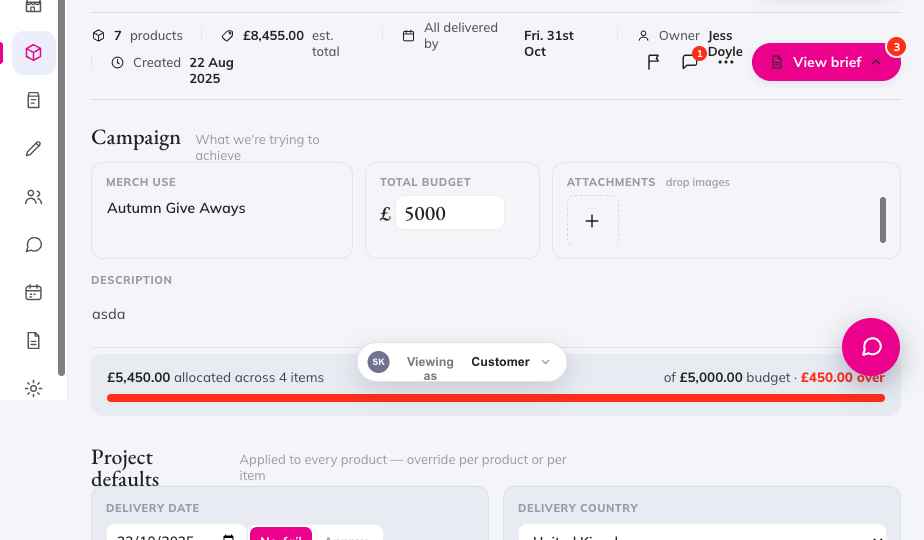 7 products £8,455.00 est. total All delivered by Fri. 31st Oct Owner Jess Doyle
Created 22 Aug 2025 1 View brief 3
Campaign What we're trying to achieve
MERCH USE
Autumn Give Aways
TOTAL BUDGET
£ 5000
ATTACHMENTS drop images
+
DESCRIPTION
asda
SK Viewing as Customer
£5,450.00 allocated across 4 items of £5,000.00 budget · £450.00 over
Project defaults Applied to every product — override per product or per item
DELIVERY DATE
DELIVERY COUNTRY